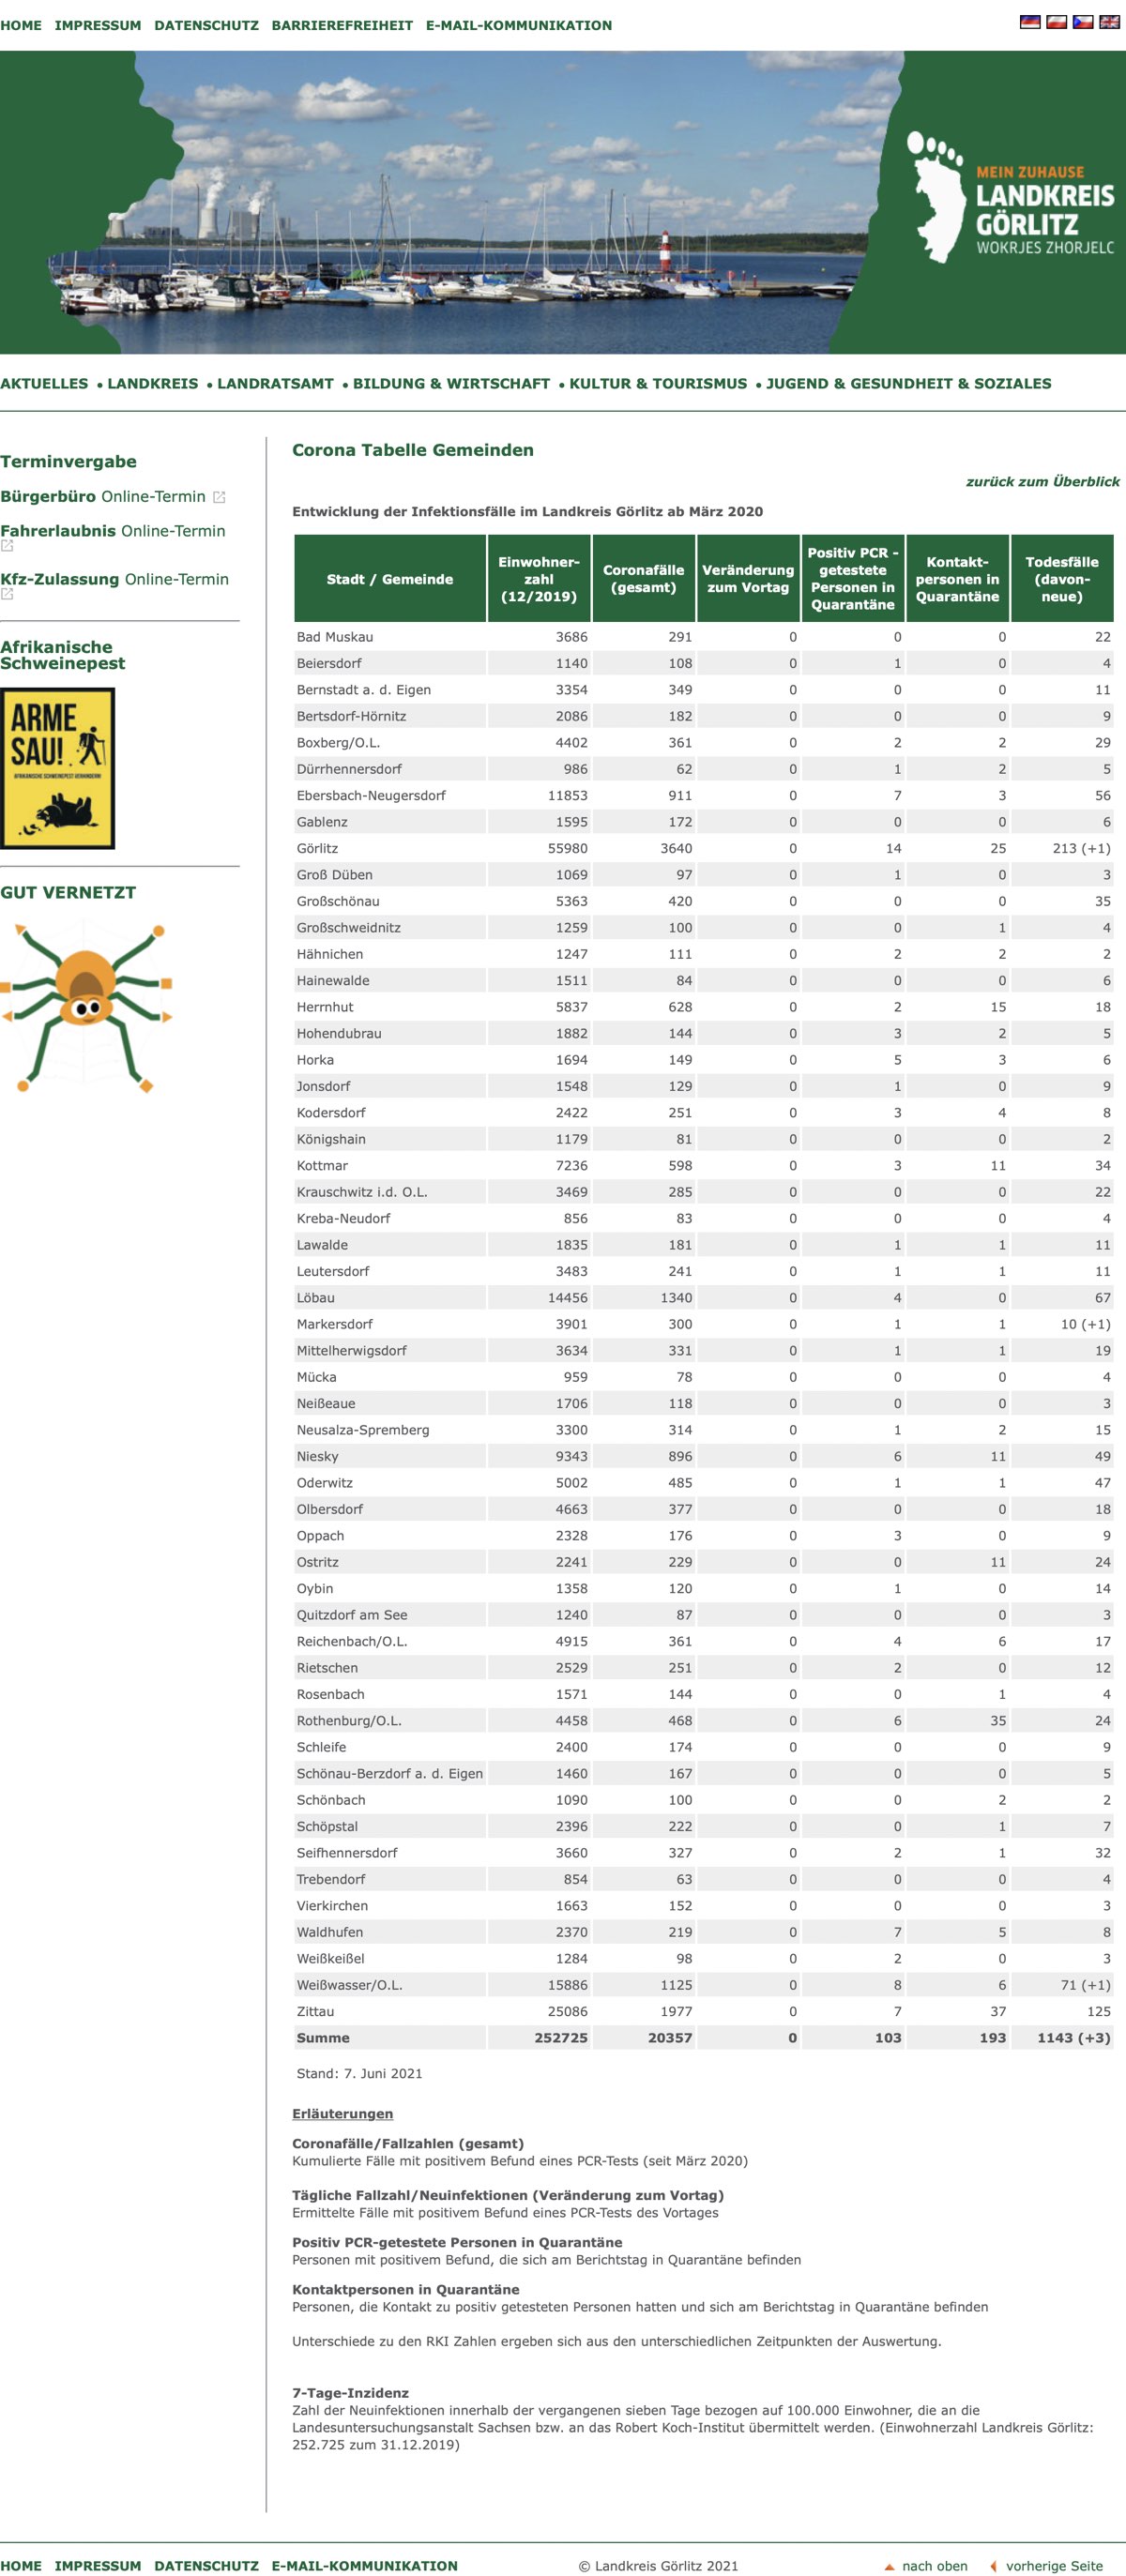 HOME IMPRESSUM DATENSCHUTZ BARRIEREFREIHEIT E-MAIL-KOMMUNIKATION
MEIN ZUHAUSE
LANDKREIS
GÖRLITZ
WOKRJES ZHORJELC
AKTUELLES • LANDKREIS • LANDRATSAMT • BILDUNG & WIRTSCHAFT • KULTUR & TOURISMUS • JUGEND & GESUNDHEIT & SOZIALES
Terminvergabe
Bürgerbüro Online-Termin
Fahrerlaubnis Online-Termin
Kfz-Zulassung Online-Termin
Afrikanische
Schweinepest
ARME
SAU!
AFRIKANISCHE SCHWEINEPEST VERHINDERN!
GUT VERNETZT
Corona Tabelle Gemeinden
zurück zum Überblick
Entwicklung der Infektionsfälle im Landkreis Görlitz ab März 2020
Stadt / Gemeinde Einwohner-zahl (12/2019) Coronafälle (gesamt) Veränderung zum Vortag Positiv PCR - getestete Personen in Quarantäne Kontakt-personen in Quarantäne Todesfälle (davon-neue)
Bad Muskau 3686 291 0 0 0 22
Beiersdorf 1140 108 0 1 0 4
Bernstadt a. d. Eigen 3354 349 0 0 0 11
Bertsdorf-Hörnitz 2086 182 0 0 0 9
Boxberg/O.L. 4402 361 0 2 2 29
Dürrhennersdorf 986 62 0 1 2 5
Ebersbach-Neugersdorf 11853 911 0 7 3 56
Gablenz 1595 172 0 0 0 6
Görlitz 55980 3640 0 14 25 213 (+1)
Groß Düben 1069 97 0 1 0 3
Großschönau 5363 420 0 0 0 35
Großschweidnitz 1259 100 0 0 1 4
Hähnichen 1247 111 0 2 2 2
Hainewalde 1511 84 0 0 0 6
Herrnhut 5837 628 0 2 15 18
Hohendubrau 1882 144 0 3 2 5
Horka 1694 149 0 5 3 6
Jonsdorf 1548 129 0 1 0 9
Kodersdorf 2422 251 0 3 4 8
Königshain 1179 81 0 0 0 2
Kottmar 7236 598 0 3 11 34
Krauschwitz i.d. O.L. 3469 285 0 0 0 22
Kreba-Neudorf 856 83 0 0 0 4
Lawalde 1835 181 0 1 1 11
Leutersdorf 3483 241 0 1 1 11
Löbau 14456 1340 0 4 0 67
Markersdorf 3901 300 0 1 1 10 (+1)
Mittelherwigsdorf 3634 331 0 1 1 19
Mücka 959 78 0 0 0 4
Neißeaue 1706 118 0 0 0 3
Neusalza-Spremberg 3300 314 0 1 2 15
Niesky 9343 896 0 6 11 49
Oderwitz 5002 485 0 1 1 47
Olbersdorf 4663 377 0 0 0 18
Oppach 2328 176 0 3 0 9
Ostritz 2241 229 0 0 11 24
Oybin 1358 120 0 1 0 14
Quitzdorf am See 1240 87 0 0 0 3
Reichenbach/O.L. 4915 361 0 4 6 17
Rietschen 2529 251 0 2 0 12
Rosenbach 1571 144 0 0 1 4
Rothenburg/O.L. 4458 468 0 6 35 24
Schleife 2400 174 0 0 0 9
Schönau-Berzdorf a. d. Eigen 1460 167 0 0 0 5
Schönbach 1090 100 0 0 2 2
Schöpstal 2396 222 0 0 1 7
Seifhennersdorf 3660 327 0 2 1 32
Trebendorf 854 63 0 0 0 4
Vierkirchen 1663 152 0 0 0 3
Waldhufen 2370 219 0 7 5 8
Weißkeißel 1284 98 0 2 0 3
Weißwasser/O.L. 15886 1125 0 8 6 71 (+1)
Zittau 25086 1977 0 7 37 125
Summe 252725 20357 0 103 193 1143 (+3)
Stand: 7. Juni 2021
Erläuterungen
Coronafälle/Fallzahlen (gesamt)
Kumulierte Fälle mit positivem Befund eines PCR-Tests (seit März 2020)
Tägliche Fallzahl/Neuinfektionen (Veränderung zum Vortag)
Ermittelte Fälle mit positivem Befund eines PCR-Tests des Vortages
Positiv PCR-getestete Personen in Quarantäne
Personen mit positivem Befund, die sich am Berichtstag in Quarantäne befinden
Kontaktpersonen in Quarantäne
Personen, die Kontakt zu positiv getesteten Personen hatten und sich am Berichtstag in Quarantäne befinden
Unterschiede zu den RKI Zahlen ergeben sich aus den unterschiedlichen Zeitpunkten der Auswertung.
7-Tage-Inzidenz
Zahl der Neuinfektionen innerhalb der vergangenen sieben Tage bezogen auf 100.000 Einwohner, die an die
Landesuntersuchungsanstalt Sachsen bzw. an das Robert Koch-Institut übermittelt werden. (Einwohnerzahl Landkreis Görlitz:
252.725 zum 31.12.2019)
HOME IMPRESSUM DATENSCHUTZ E-MAIL-KOMMUNIKATION © Landkreis Görlitz 2021 nach oben vorherige Seite